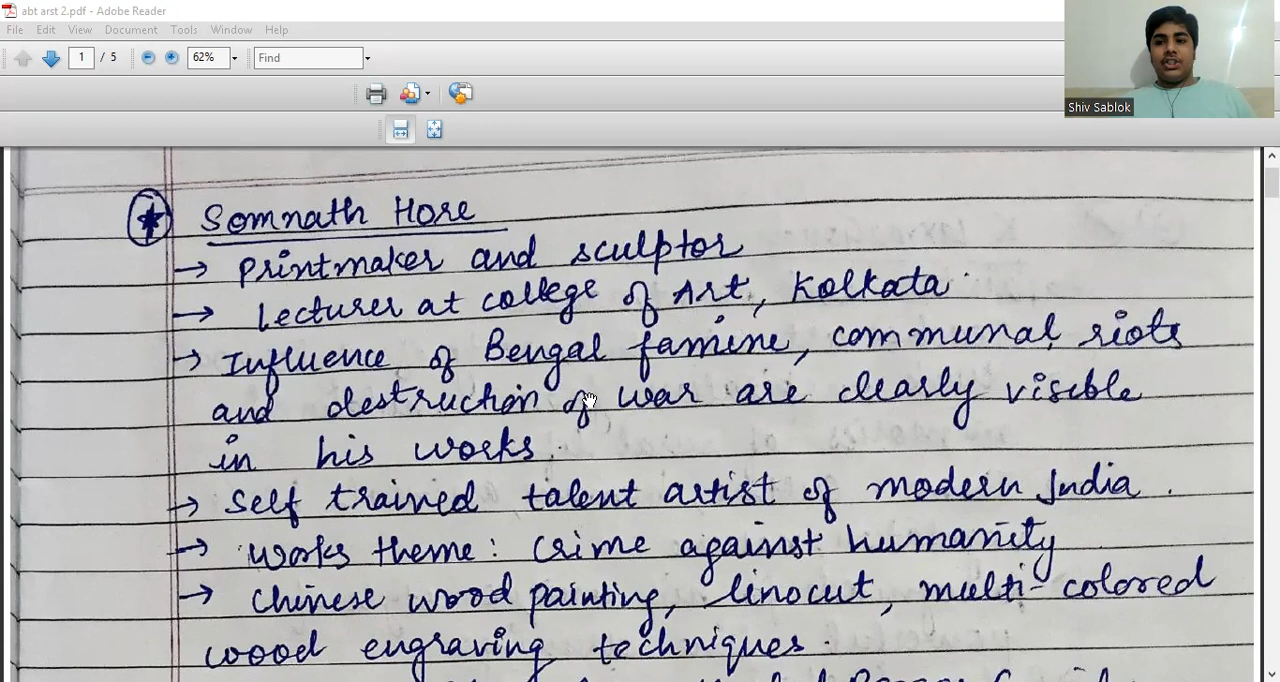 abt arst 2.pdf - Adobe Reader
File Edit View Document Tools Window Help
1 / 5 62% Find
Shiv Sablok
Somnath Hore
→ Printmaker and sculptor
→ Lecturer at college of Art, Kolkata.
→ Influence of Bengal famine, communal riots
and destruction of war are clearly visible
in his works.
→ Self trained talent artist of modern India.
→ Works theme: Crime against humanity
→ Chinese wood painting, linocut, multi-colored
wood engraving techniques.